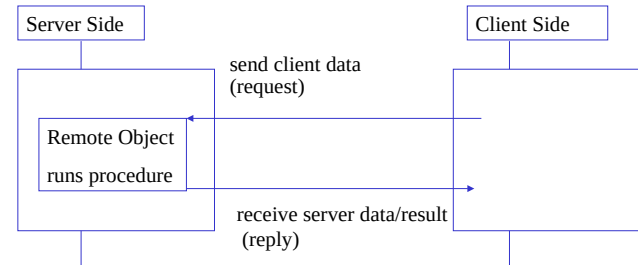 Server Side
Client Side
send client data
(request)
Remote Object
runs procedure
receive server data/result
(reply)